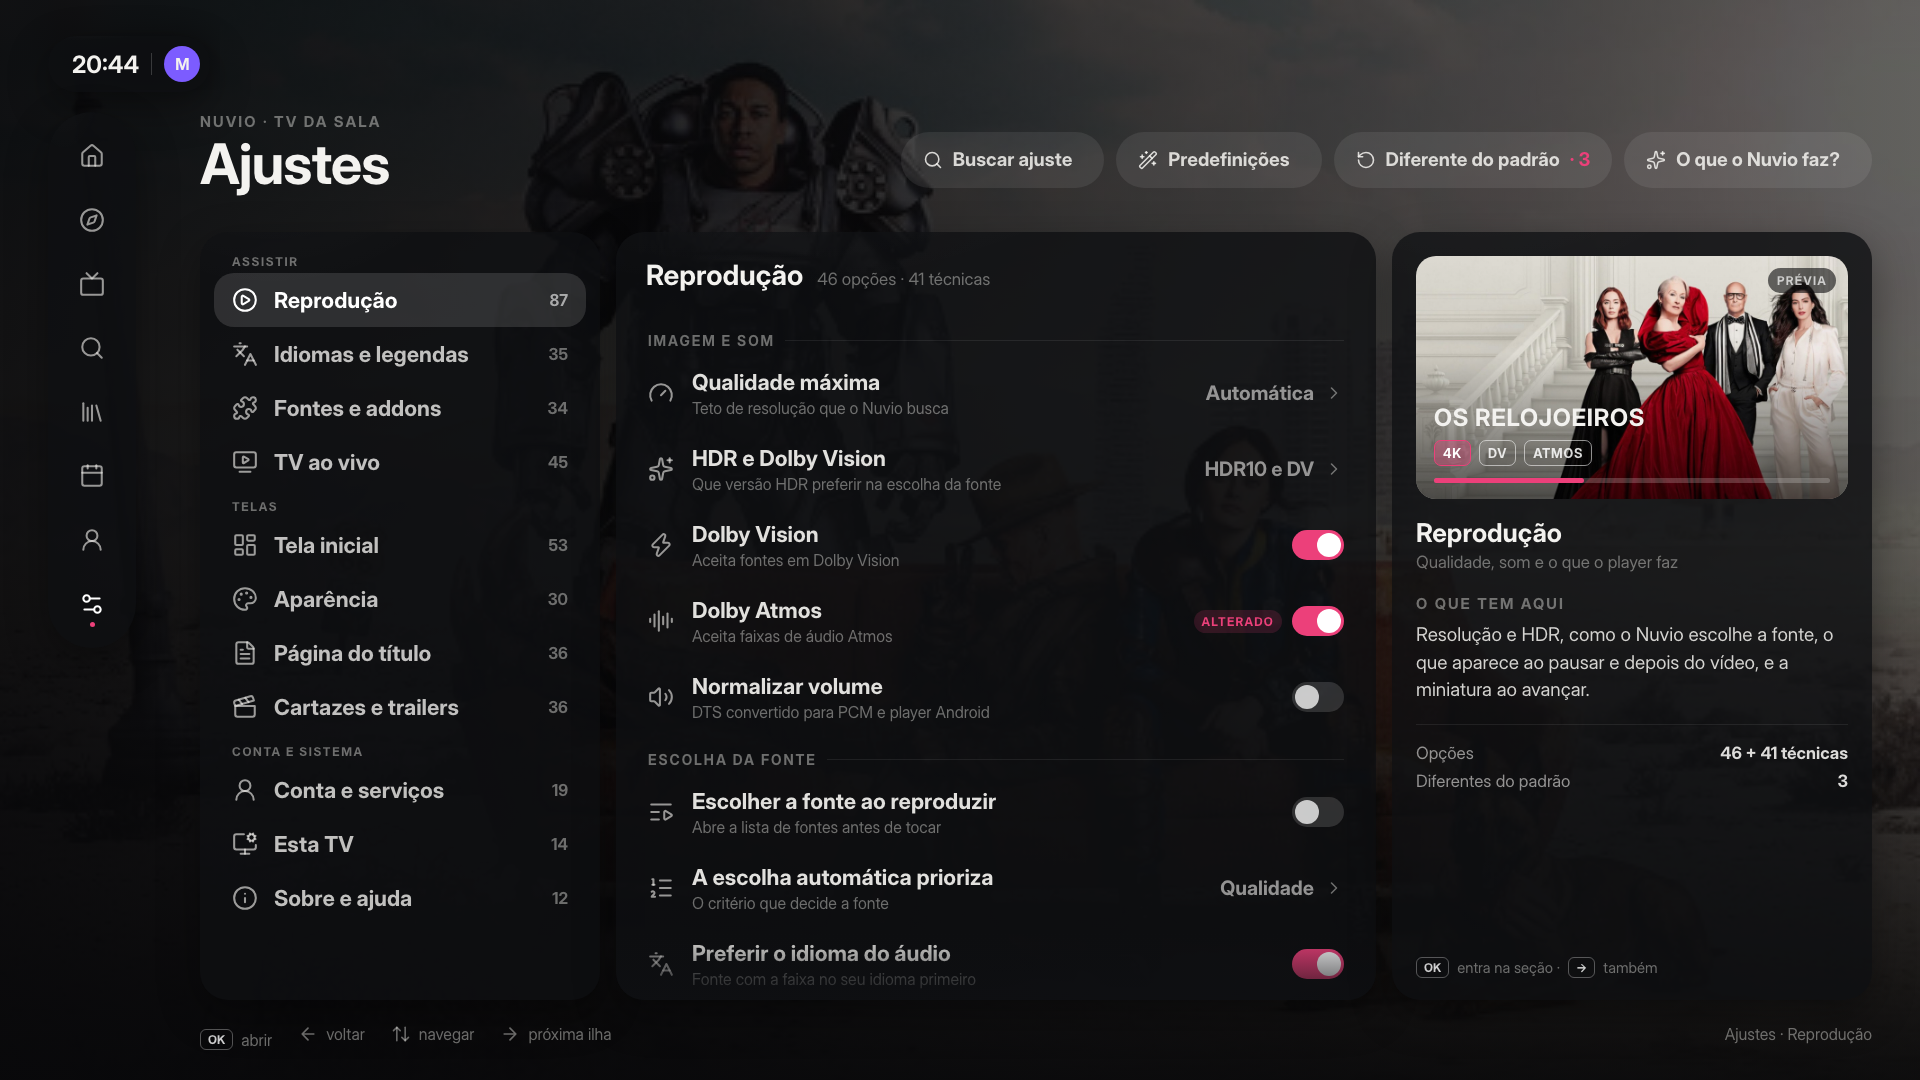 20:44
M
NUVIO · TV DA SALA
Ajustes
Buscar ajuste
Predefinições
Diferente do padrão · 3
O que o Nuvio faz?
ASSISTIR
Reprodução 87
Idiomas e legendas 35
Fontes e addons 34
TV ao vivo 45
TELAS
Tela inicial 53
Aparência 30
Página do título 36
Cartazes e trailers 36
CONTA E SISTEMA
Conta e serviços 19
Esta TV 14
Sobre e ajuda 12
Reprodução 46 opções · 41 técnicas
IMAGEM E SOM
Qualidade máxima
Teto de resolução que o Nuvio busca
Automática
HDR e Dolby Vision
Que versão HDR preferir na escolha da fonte
HDR10 e DV
Dolby Vision
Aceita fontes em Dolby Vision
Dolby Atmos
Aceita faixas de áudio Atmos
ALTERADO
Normalizar volume
DTS convertido para PCM e player Android
ESCOLHA DA FONTE
Escolher a fonte ao reproduzir
Abre a lista de fontes antes de tocar
A escolha automática prioriza
O critério que decide a fonte
Qualidade
Preferir o idioma do áudio
Fonte com a faixa no seu idioma primeiro
PRÉVIA
OS RELOJOEIROS
4K DV ATMOS
Reprodução
Qualidade, som e o que o player faz
O QUE TEM AQUI
Resolução e HDR, como o Nuvio escolhe a fonte, o
que aparece ao pausar e depois do vídeo, e a
miniatura ao avançar.
Opções 46 + 41 técnicas
Diferentes do padrão 3
OK entra na seção · → também
OK abrir ← voltar ↑↓ navegar → próxima ilha
Ajustes · Reprodução